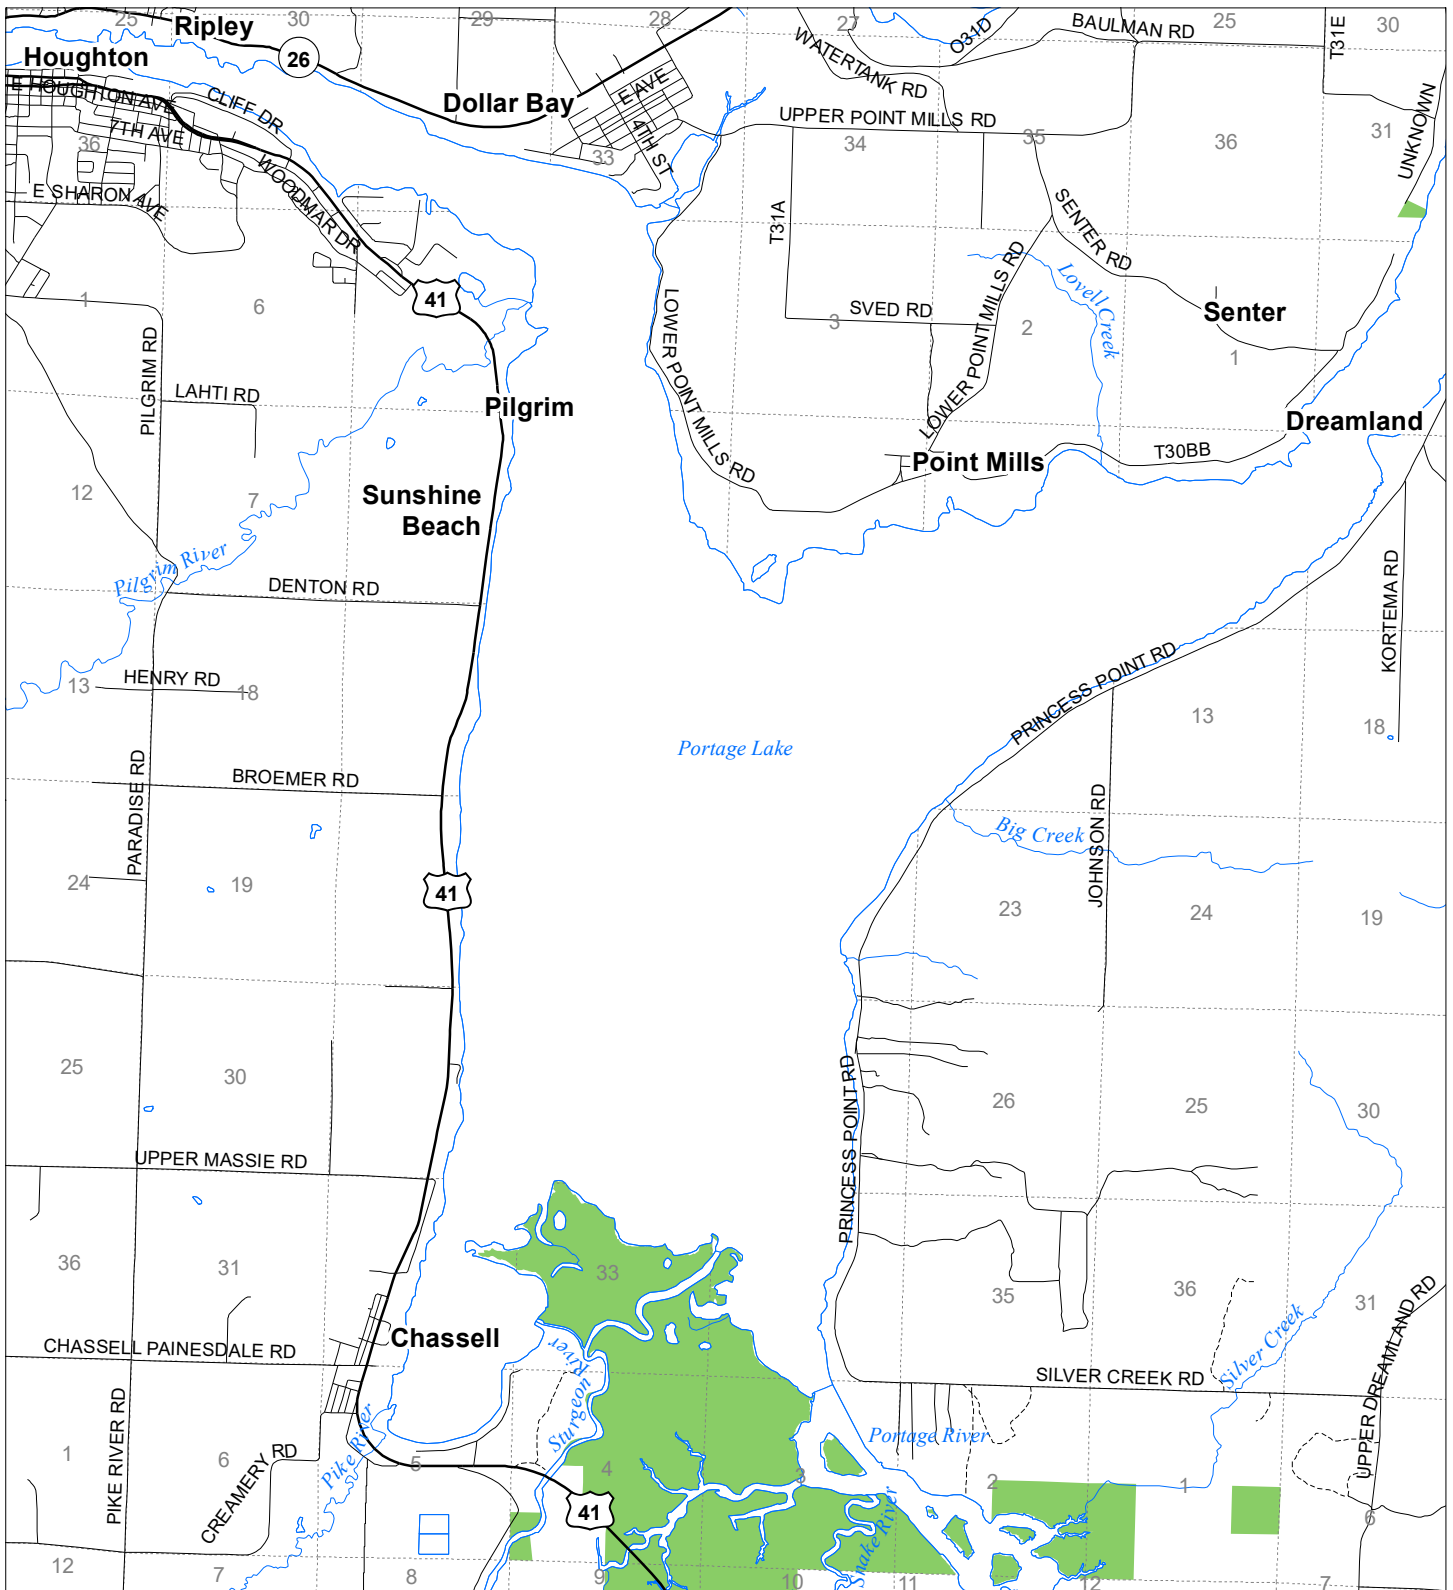 25
30
29
28
27
25
30
Ripley
O31D
BAULMAN RD
T31E
Houghton
26
WATERTANK RD
E HOUGHTON AVE
CLIFF DR
Dollar Bay
E AVE
UPPER POINT MILLS RD
UNKNOWN
7TH AVE
36
4TH ST
33
34
35
36
31
E SHARON AVE
WOODMAR DR
T31A
SENTER RD
LOWER POINT MILLS RD
Lovell Creek
1
6
41
SVED RD
3
2
Senter
1
PILGRIM RD
LAHTI RD
LOWER POINT MILLS RD
Pilgrim
Dreamland
T30BB
Point Mills
12
7
Sunshine
Beach
Pilgrim River
DENTON RD
KORTEMA RD
HENRY RD
13
18
PRINCESS POINT RD
13
18
Portage Lake
PARADISE RD
BROEMER RD
JOHNSON RD
Big Creek
24
19
41
23
24
19
25
30
PRINCESS POINT RD
26
25
30
UPPER MASSIE RD
36
31
33
35
36
31
Chassell
CHASSELL PAINESDALE RD
Sturgeon River
SILVER CREEK RD
Silver Creek
UPPER DREAMLAND RD
PIKE RIVER RD
Portage River
1
6
CREAMERY RD
Pike River
5
4
3
2
1
6
41
Snake River
12
7
8
9
10
11
12
7